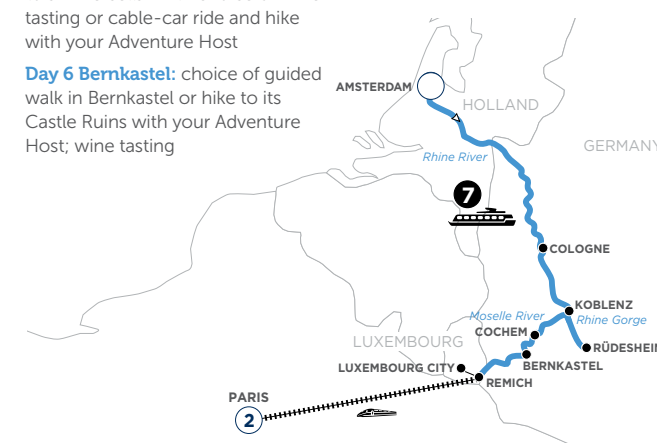 tasting or cable-car ride and hike
with your Adventure Host
Day 6 Bernkastel: choice of guided
walk in Bernkastel or hike to its
Castle Ruins with your Adventure
Host; wine tasting
AMSTERDAM
HOLLAND
GERMANY
Rhine River
7
COLOGNE
KOBLENZ
Moselle River
Rhine Gorge
COCHEM
LUXEMBOURG
RÜDESHEI
BERNKASTEL
LUXEMBOURG CITY
REMICH
PARIS
2